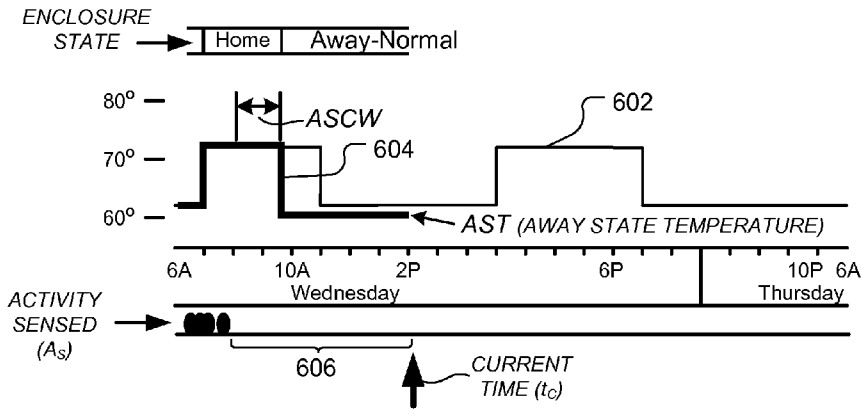 ENCLOSURE
STATE
Home
Away-Normal
80°
ASCW
602
604
70°
60°
AST (AWAY STATE TEMPERATURE)
6A 10A 2P 6P 10P 6A
Wednesday Thursday
ACTIVITY
SENSED
(AS)
606
CURRENT
TIME (tC)